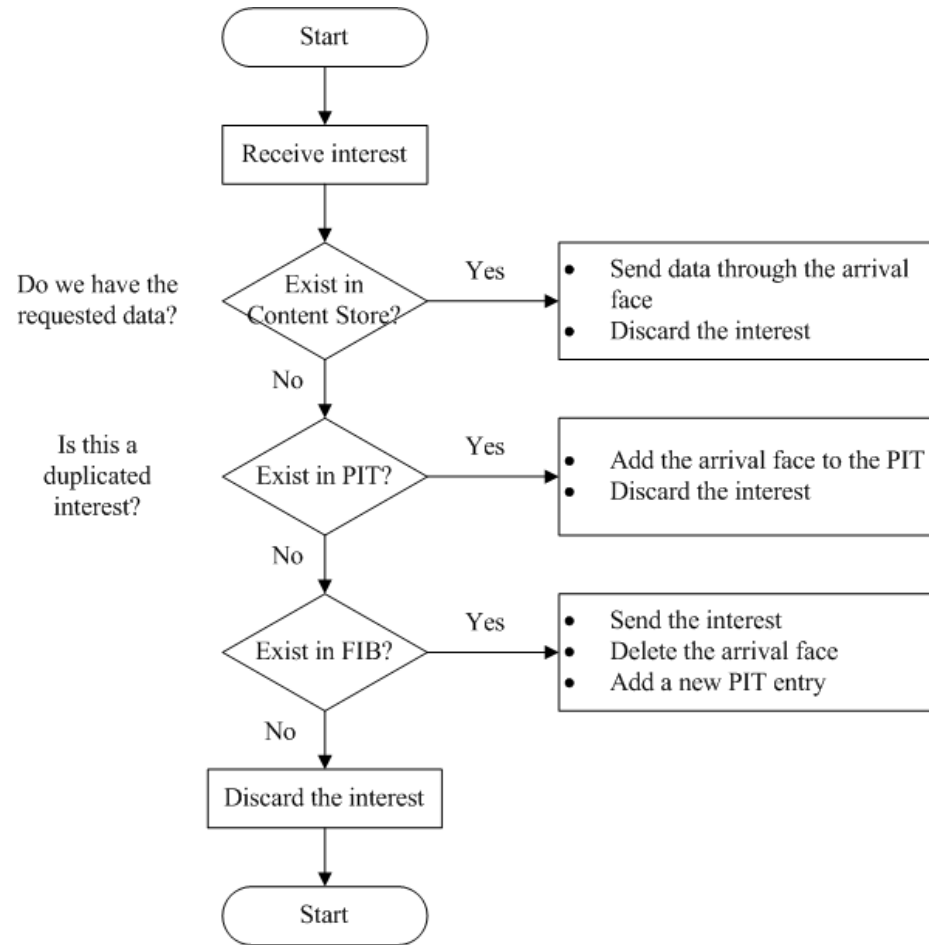 Start
Receive interest
Do we have the
requested data?
Exist in
Content Store?
Yes
• Send data through the arrival
face
• Discard the interest
No
Is this a
duplicated
interest?
Exist in PIT?
Yes
• Add the arrival face to the PIT
• Discard the interest
No
Exist in FIB?
Yes
• Send the interest
• Delete the arrival face
• Add a new PIT entry
No
Discard the interest
Start